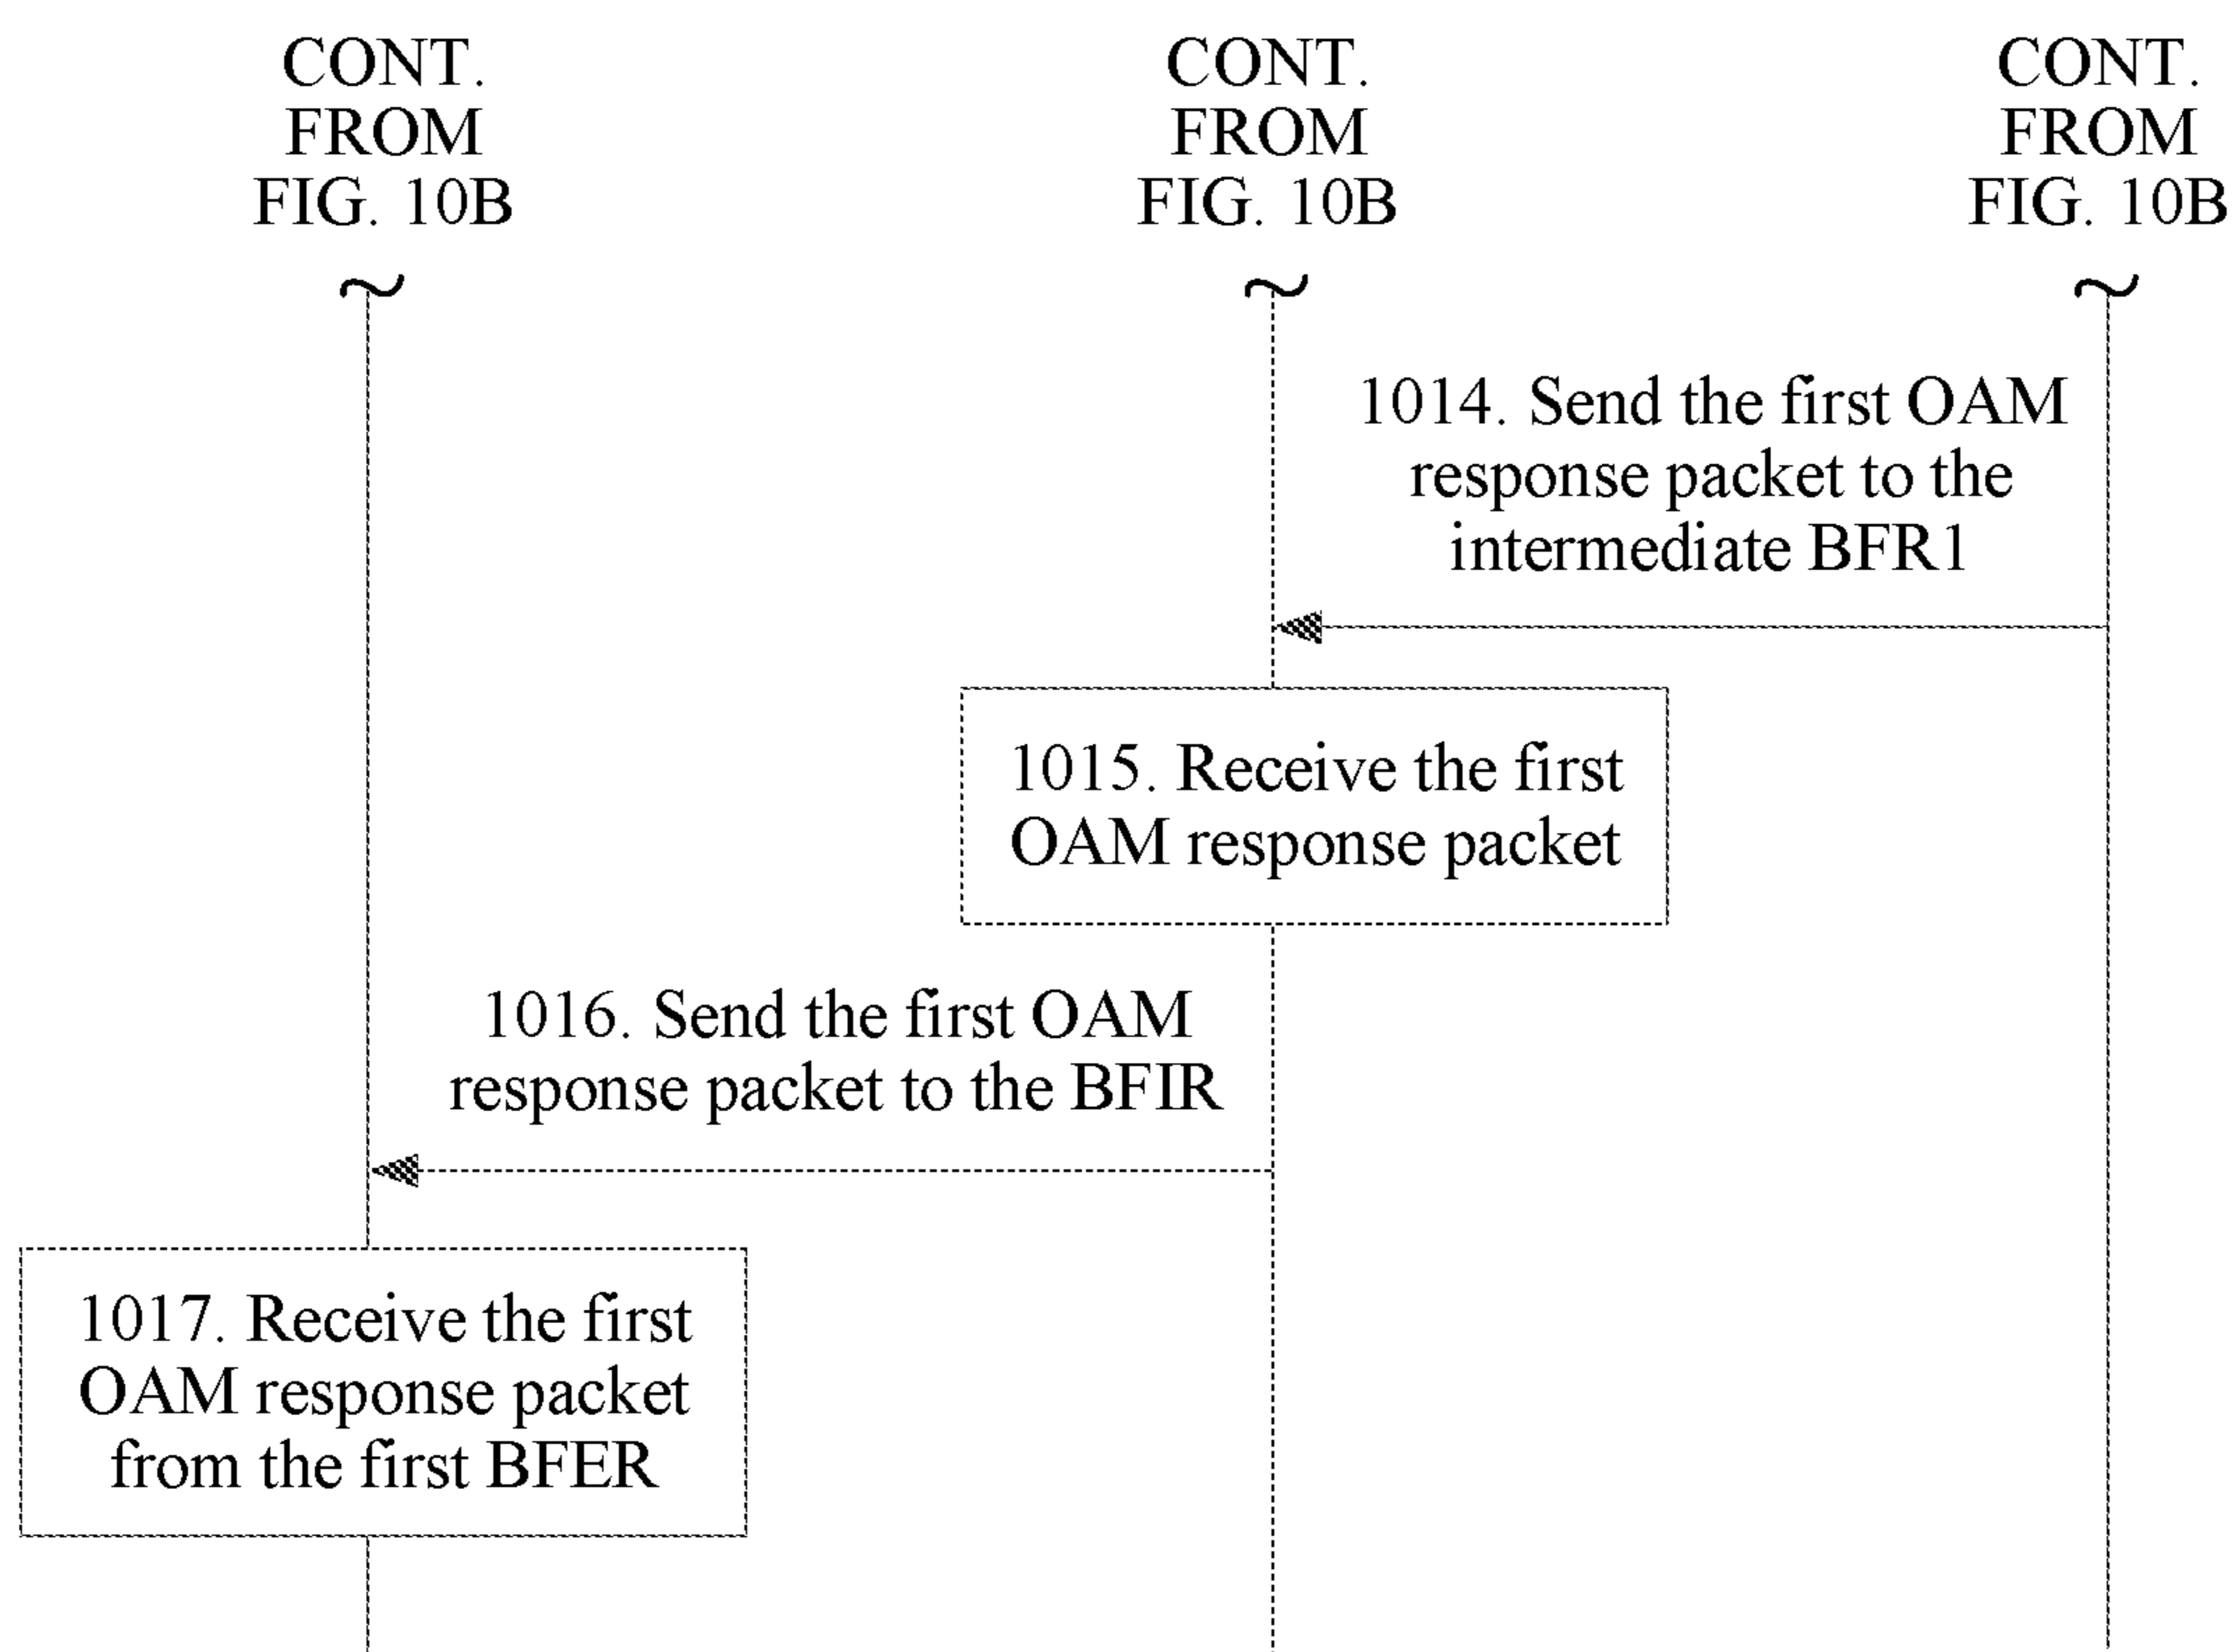 CONT.
FROM
FIG. 10B
CONT.
FROM
FIG. 10B
CONT.
FROM
FIG. 10B
1014. Send the first OAM
response packet to the
intermediate BFR1
1015. Receive the first
OAM response packet
1016. Send the first OAM
response packet to the BFIR
1017. Receive the first
OAM response packet
from the first BFER